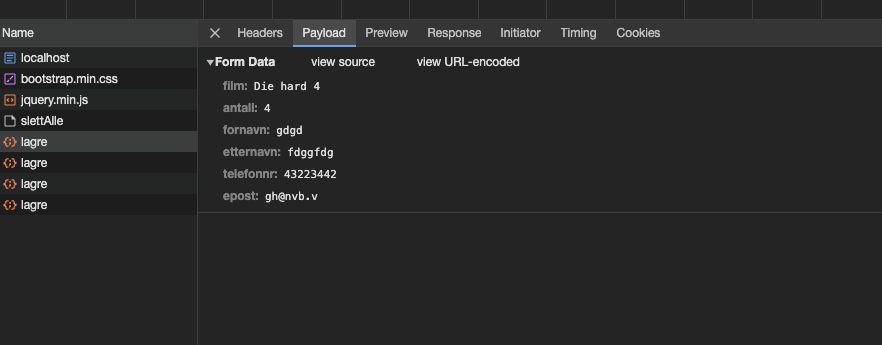 Name
Headers Payload Preview Response Initiator Timing Cookies
localhost
bootstrap.min.css
jquery.min.js
slettAlle
lagre
lagre
lagre
lagre
Form Data view source view URL-encoded
film: Die hard 4
antall: 4
fornavn: gdgd
etternavn: fdggfdg
telefonnr: 43223442
epost: gh@nvb.v